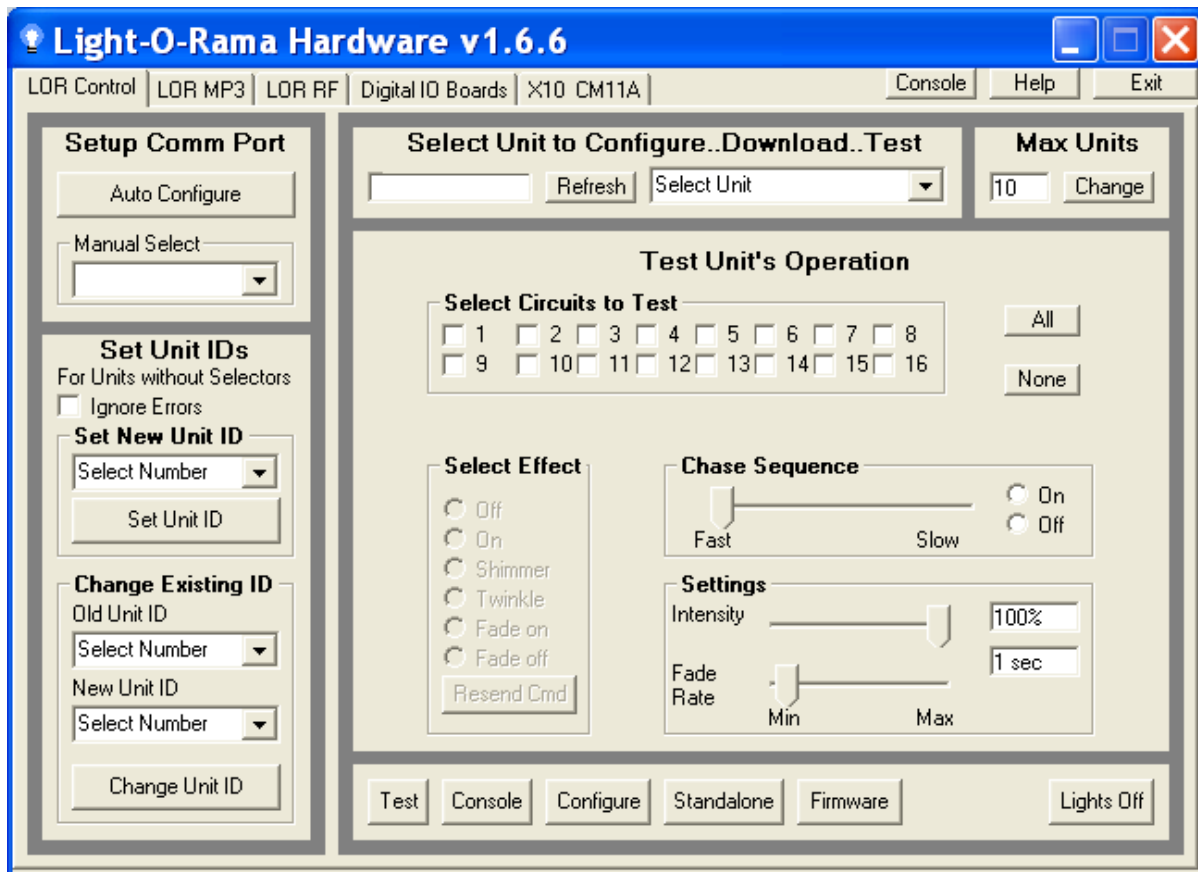 Light-O-Rama Hardware v1.6.6
LOR Control LOR MP3 LOR RF Digital IO Boards X10 CM11A Console Help Exit
Setup Comm Port
Auto Configure
Manual Select
Set Unit IDs
For Units without Selectors
Ignore Errors
Set New Unit ID
Select Number
Set Unit ID
Change Existing ID
Old Unit ID
Select Number
New Unit ID
Select Number
Change Unit ID
Select Unit to Configure..Download..Test
Refresh Select Unit
Max Units
10 Change
Test Unit's Operation
Select Circuits to Test
1 2 3 4 5 6 7 8
9 10 11 12 13 14 15 16
All
None
Select Effect
Off
On
Shimmer
Twinkle
Fade on
Fade off
Resend Cmd
Chase Sequence
Fast Slow
On
Off
Settings
Intensity 100%
Fade Rate 1 sec
Min Max
Test Console Configure Standalone Firmware Lights Off